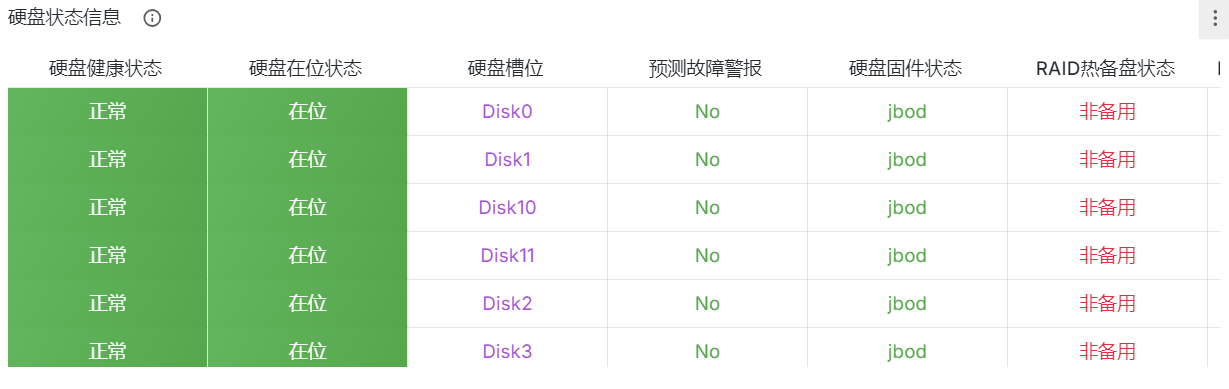 硬盘状态信息
硬盘健康状态 硬盘在位状态 硬盘槽位 预测故障警报 硬盘固件状态 RAID热备盘状态
正常 在位 Disk0 No jbod 非备用
正常 在位 Disk1 No jbod 非备用
正常 在位 Disk10 No jbod 非备用
正常 在位 Disk11 No jbod 非备用
正常 在位 Disk2 No jbod 非备用
正常 在位 Disk3 No jbod 非备用